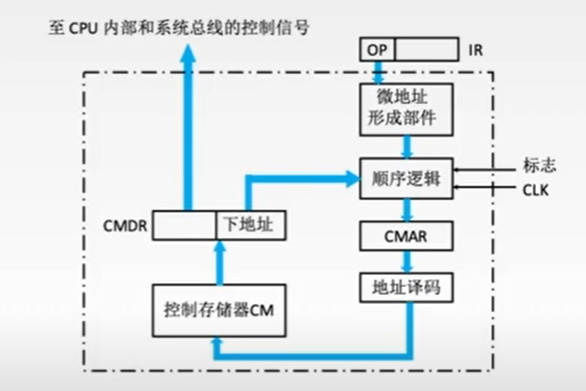 至 CPU 内部和系统总线的控制信号
OP
IR
微地址
形成部件
顺序逻辑
标志
CLK
CMDR
下地址
CMAR
地址译码
控制存储器CM